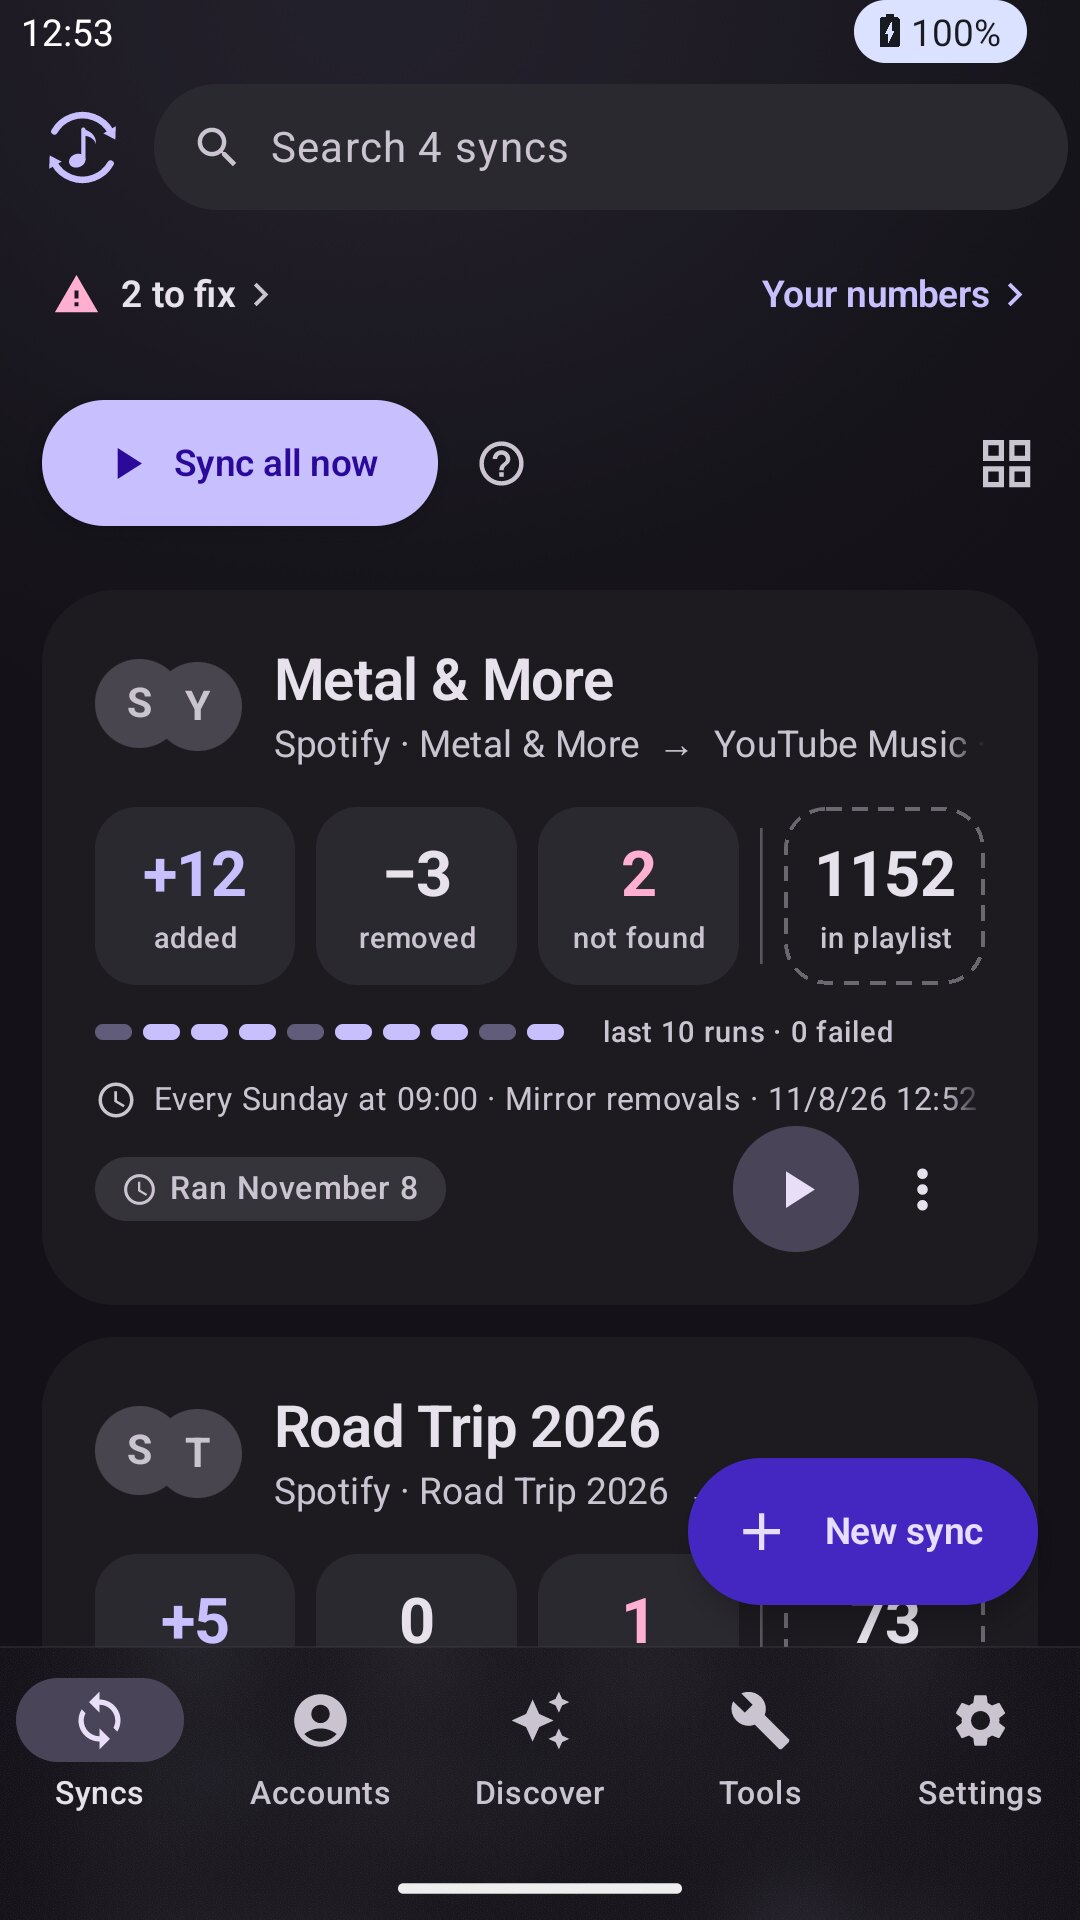 12:53
100%
Search 4 syncs
2 to fix
Your numbers
Sync all now
S Y
Metal & More
Spotify · Metal & More → YouTube Music ·
+12
added
−3
removed
2
not found
1152
in playlist
last 10 runs · 0 failed
Every Sunday at 09:00 · Mirror removals · 11/8/26 12:52
Ran November 8
S T
Road Trip 2026
Spotify · Road Trip 2026
New sync
+5
0
1
73
Syncs
Accounts
Discover
Tools
Settings